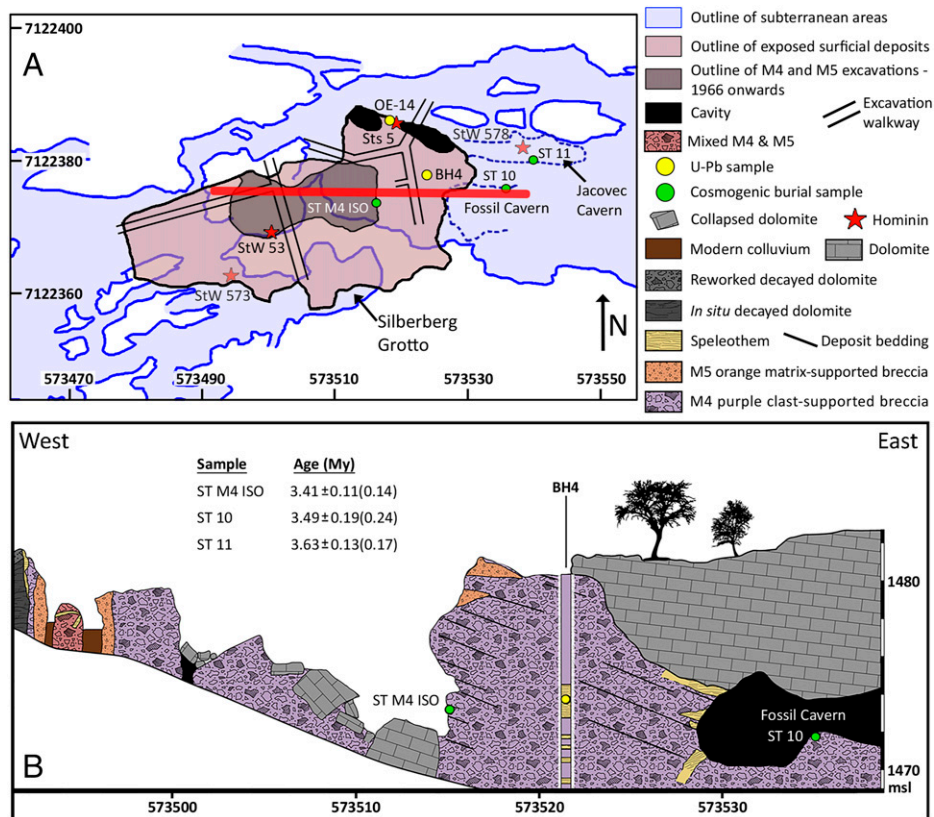 7122400
A
7122380
7122360
573470
573490
573510
573530
573550
OE-14
Sts 5
StW 578
ST 11
BH4
ST 10
Jacovec
Cavern
ST M4 ISO
Fossil Cavern
StW 53
StW 573
Silberberg
Grotto
N
Outline of subterranean areas
Outline of exposed surficial deposits
Outline of M4 and M5 excavations -
1966 onwards
Cavity
Excavation
walkway
Mixed M4 & M5
U-Pb sample
Cosmogenic burial sample
Collapsed dolomite
Hominin
Modern colluvium
Dolomite
Reworked decayed dolomite
In situ decayed dolomite
Speleothem
Deposit bedding
M5 orange matrix-supported breccia
M4 purple clast-supported breccia
West
East
Sample Age (My)
ST M4 ISO 3.41±0.11(0.14)
ST 10 3.49±0.19(0.24)
ST 11 3.63±0.13(0.17)
BH4
1480
ST M4 ISO
Fossil Cavern
ST 10
B
1470
msl
573500
573510
573520
573530